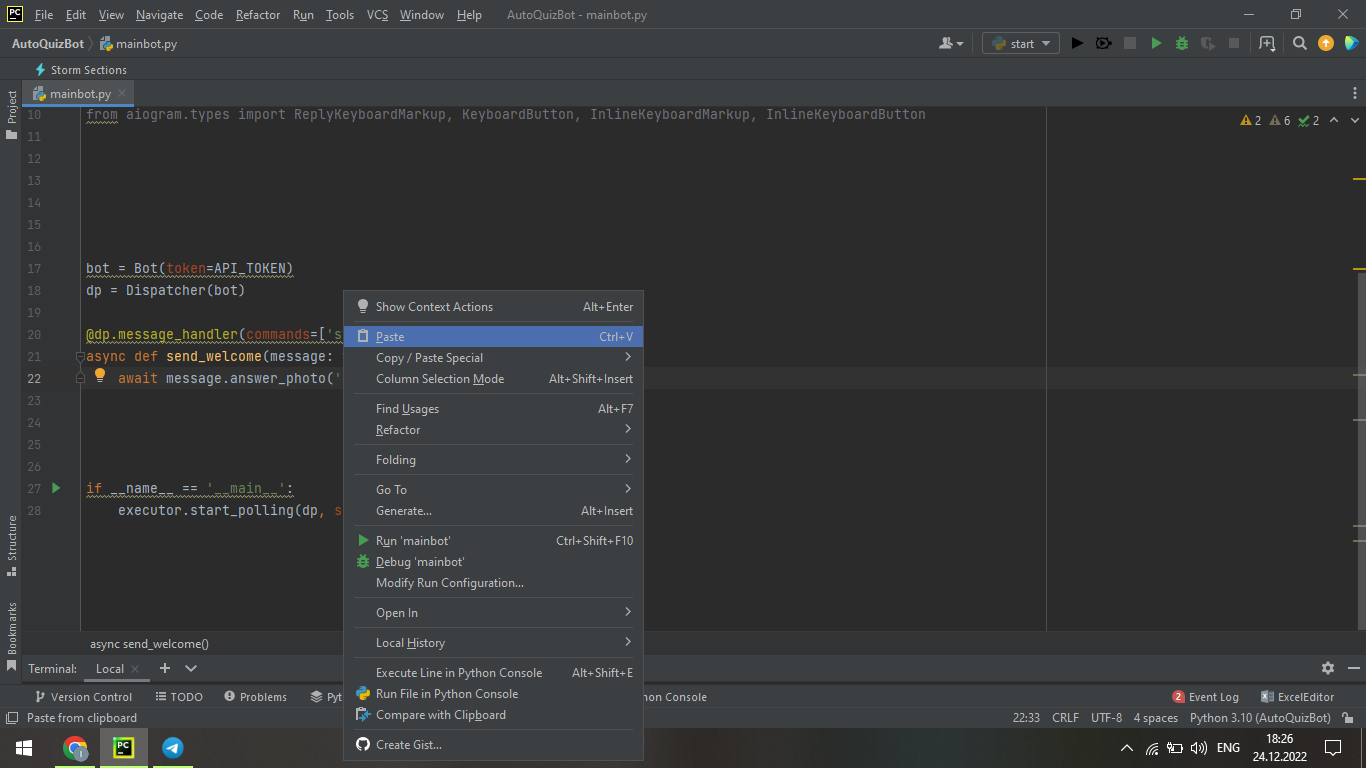 PC File Edit View Navigate Code Refactor Run Tools VCS Window Help AutoQuizBot - mainbot.py
AutoQuizBot mainbot.py start
Storm Sections
Project
mainbot.py
10 from aiogram.types import ReplyKeyboardMarkup, KeyboardButton, InlineKeyboardMarkup, InlineKeyboardButton
2 6 2
11
12
13
14
15
16
17 bot = Bot(token=API_TOKEN)
18 dp = Dispatcher(bot)
19
20 @dp.message_handler(commands=['s
21 async def send_welcome(message:
22 await message.answer_photo('
23
24
25
26
27 if __name__ == '__main__':
28 executor.start_polling(dp, s
Show Context Actions Alt+Enter
Paste Ctrl+V
Copy / Paste Special
Column Selection Mode Alt+Shift+Insert
Find Usages Alt+F7
Refactor
Folding
Go To
Generate... Alt+Insert
Run 'mainbot' Ctrl+Shift+F10
Debug 'mainbot'
Modify Run Configuration...
Open In
Local History
Execute Line in Python Console Alt+Shift+E
Run File in Python Console
Compare with Clipboard
Create Gist...
Structure
Bookmarks
async send_welcome()
Terminal: Local
Version Control TODO Problems Pyt on Console 2 Event Log ExcelEditor
Paste from clipboard 22:33 CRLF UTF-8 4 spaces Python 3.10 (AutoQuizBot)
PC ENG 18:26
24.12.2022